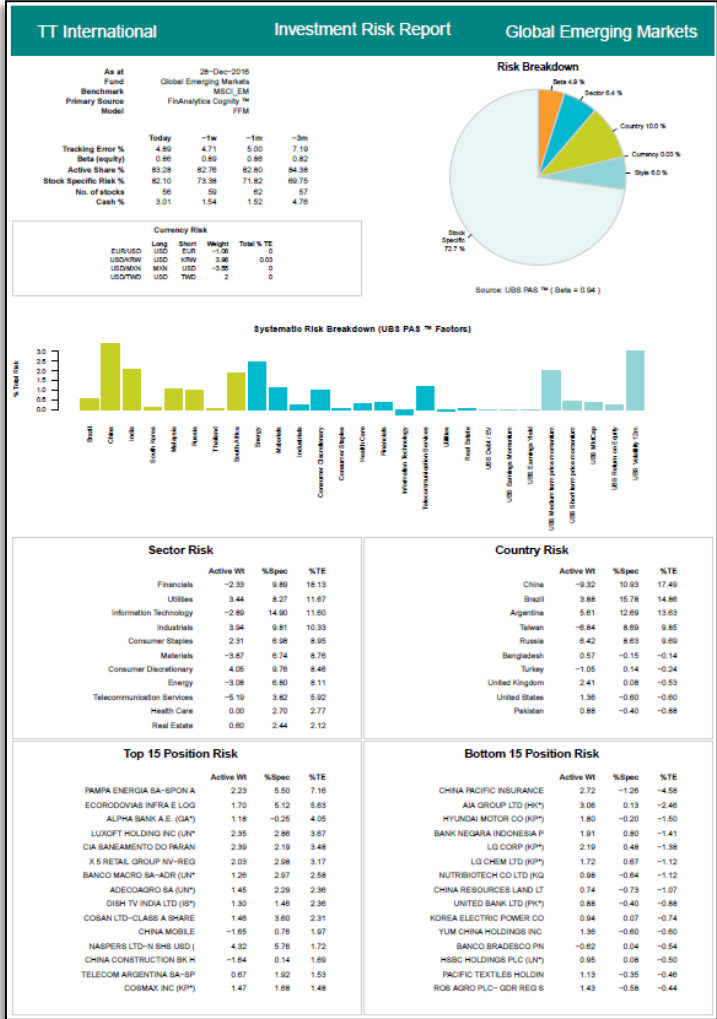 TT International Investment Risk Report Global Emerging Markets
As at 28-Dec-2016
Fund Global Emerging Markets
Benchmark MSCI_EM
Primary Source FinAnalytica Cognity ™
Model FFM
Today -1w -1m -3m
Tracking Error % 4.89 4.71 5.00 7.19
Beta (equity) 0.86 0.89 0.86 0.82
Active Share % 83.28 82.76 82.80 84.38
Stock Specific Risk % 82.10 73.38 71.82 69.75
No. of stocks 56 59 62 57
Cash % 3.01 1.54 1.52 4.76
Currency Risk
Long Short Weight Total % TE
EUR/USD USD EUR -1.06 0
USD/KRW USD KRW 3.96 0.03
USD/MXN MXN USD -3.55 0
USD/TWD USD TWD 2 0
Risk Breakdown
Beta 4.9 %
Sector 6.4 %
Country 10.0 %
Currency 0.03 %
Style 6.0 %
Stock
Specific
72.7 %
Source: UBS PAS ™ ( Beta = 0.94 )
Systematic Risk Breakdown (UBS PAS ™ Factors)
% Total Risk
3.0
2.5
2.0
1.5
1.0
0.5
0.0
Brazil
China
India
South Korea
Malaysia
Russia
Thailand
South Africa
Energy
Materials
Industrials
Consumer Discretionary
Consumer Staples
Health Care
Financials
Information Technology
Telecommunication Services
Utilities
Real Estate
UBS Debt / EV
UBS Earnings Momentum
UBS Earnings Yield
UBS Medium term price momentum
UBS Short term price momentum
UBS MktCap
UBS Return on Equity
UBS Volatility 12m
Sector Risk
Active Wt %Spec %TE
Financials -2.33 9.89 18.13
Utilities 3.44 8.27 11.67
Information Technology -2.89 14.90 11.60
Industrials 3.94 9.81 10.33
Consumer Staples 2.31 6.98 8.95
Materials -3.87 6.74 8.76
Consumer Discretionary 4.05 9.76 8.46
Energy -3.08 6.80 8.11
Telecommunication Services -5.19 3.82 5.92
Health Care 0.00 2.70 2.77
Real Estate 0.60 2.44 2.12
Country Risk
Active Wt %Spec %TE
China -9.32 10.93 17.49
Brazil 3.88 15.78 14.86
Argentina 5.61 12.69 13.63
Taiwan -6.84 8.69 9.85
Russia 6.42 8.63 9.69
Bangladesh 0.57 -0.15 -0.14
Turkey -1.05 0.14 -0.24
United Kingdom 2.41 0.08 -0.53
United States 1.36 -0.60 -0.60
Pakistan 0.88 -0.40 -0.88
Top 15 Position Risk
Active Wt %Spec %TE
PAMPA ENERGIA SA-SPON A 2.23 5.50 7.16
ECORODOVIAS INFRA E LOG 1.70 5.12 5.63
ALPHA BANK A.E. (GA*) 1.18 -0.25 4.05
LUXOFT HOLDING INC (UN* 2.35 2.86 3.67
CIA SANEAMENTO DO PARAN 2.39 2.19 3.48
X 5 RETAIL GROUP NV-REG 2.03 2.98 3.17
BANCO MACRO SA-ADR (UN* 1.26 2.97 2.58
ADECOAGRO SA (UN*) 1.45 2.29 2.36
DISH TV INDIA LTD (IS*) 1.30 1.46 2.36
COSAN LTD-CLASS A SHARE 1.46 3.60 2.31
CHINA MOBILE -1.65 0.76 1.97
NASPERS LTD-N SHS USD ( 4.32 5.76 1.72
CHINA CONSTRUCTION BK H -1.64 0.14 1.69
TELECOM ARGENTINA SA-SP 0.67 1.92 1.53
COSMAX INC (KP*) 1.47 1.68 1.48
Bottom 15 Position Risk
Active Wt %Spec %TE
CHINA PACIFIC INSURANCE 2.72 -1.26 -4.58
AIA GROUP LTD (HK*) 3.06 0.13 -2.46
HYUNDAI MOTOR CO (KP*) 1.80 -0.20 -1.50
BANK NEGARA INDONESIA P 1.91 0.80 -1.41
LG CORP (KP*) 2.19 0.48 -1.38
LG CHEM LTD (KP*) 1.72 0.67 -1.12
NUTRIBIOTECH CO LTD (KQ 0.98 -0.64 -1.12
CHINA RESOURCES LAND LT 0.74 -0.73 -1.07
UNITED BANK LTD (PK*) 0.88 -0.40 -0.88
KOREA ELECTRIC POWER CO 0.94 0.07 -0.74
YUM CHINA HOLDINGS INC 1.36 -0.60 -0.60
BANCO BRADESCO PN -0.62 0.04 -0.54
HSBC HOLDINGS PLC (LN*) 0.95 0.08 -0.50
PACIFIC TEXTILES HOLDIN 1.13 -0.35 -0.46
ROS AGRO PLC- GDR REG S 1.43 -0.58 -0.44